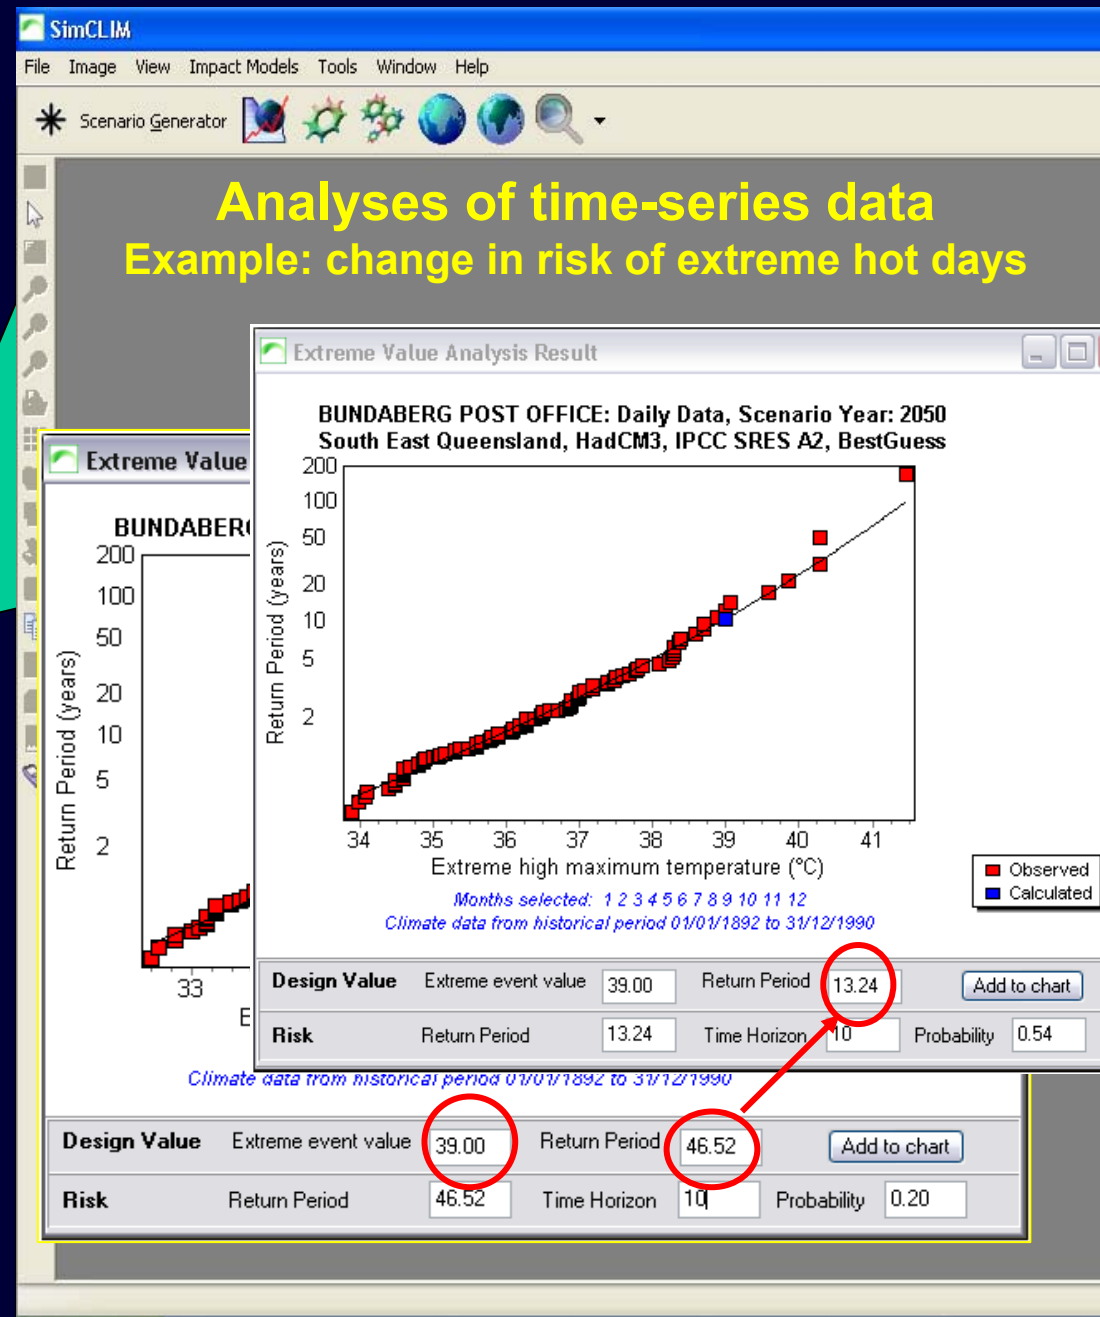 SimCLIM
File Image View Impact Models Tools Window Help
Scenario Generator
Analyses of time-series data
Example: change in risk of extreme hot days
Extreme Value Analysis Result
BUNDABERG POST OFFICE: Daily Data, Scenario Year: 2050
South East Queensland, HadCM3, IPCC SRES A2, BestGuess
200
100
50
20
10
5
2
Return Period (years)
34 35 36 37 38 39 40 41
Extreme high maximum temperature (°C)
Observed
Calculated
Months selected: 1 2 3 4 5 6 7 8 9 10 11 12
Climate data from historical period 01/01/1892 to 31/12/1990
Design Value Extreme event value 39.00 Return Period 13.24 Add to chart
Risk Return Period 13.24 Time Horizon 10 Probability 0.54
Extreme Value
BUNDABER
200
100
50
20
10
5
2
Return Period (years)
33
E
Climate data from historical period 01/01/1892 to 31/12/1990
Design Value Extreme event value 39.00 Return Period 46.52 Add to chart
Risk Return Period 46.52 Time Horizon 10 Probability 0.20